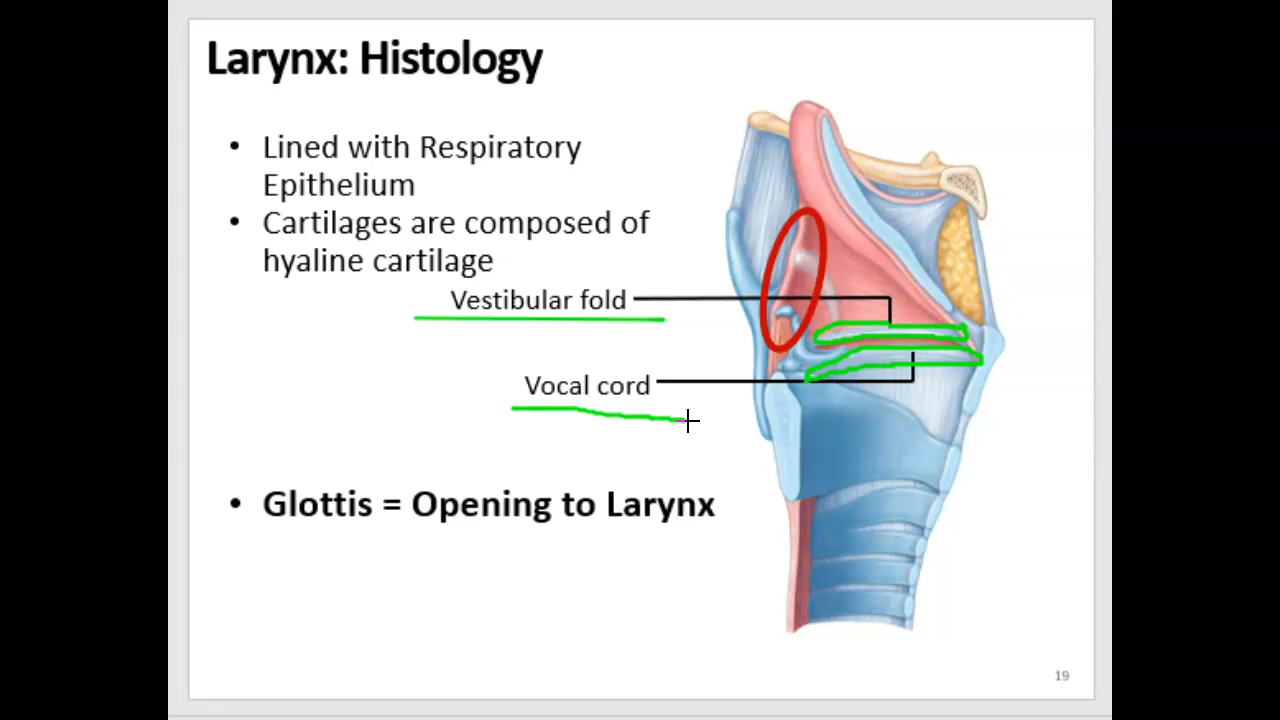 Larynx: Histology
• Lined with Respiratory
Epithelium
• Cartilages are composed of
hyaline cartilage
Vestibular fold
Vocal cord
• Glottis = Opening to Larynx
19